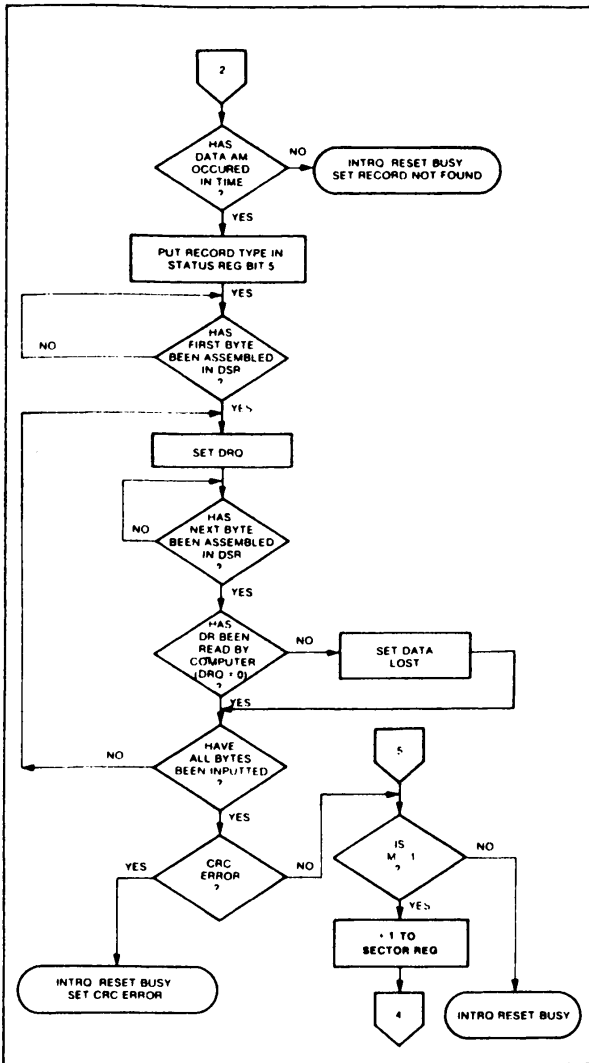 2
HAS
DATA AM
OCCURED
IN TIME
?
NO
INTRQ RESET BUSY
SET RECORD NOT FOUND
YES
PUT RECORD TYPE IN
STATUS REG BIT 5
YES
HAS
FIRST BYTE
BEEN ASSEMBLED
IN DSR
?
NO
YES
SET DRQ
HAS
NEXT BYTE
BEEN ASSEMBLED
IN DSR
?
NO
YES
HAS
DR BEEN
READ BY
COMPUTER
(DRQ = 0)
?
NO
SET DATA
LOST
YES
HAVE
ALL BYTES
BEEN INPUTTED
?
NO
YES
CRC
ERROR
?
YES
NO
INTRQ RESET BUSY
SET CRC ERROR
5
IS
M 1
?
NO
YES
+ 1 TO
SECTOR REG
4
INTRQ RESET BUSY